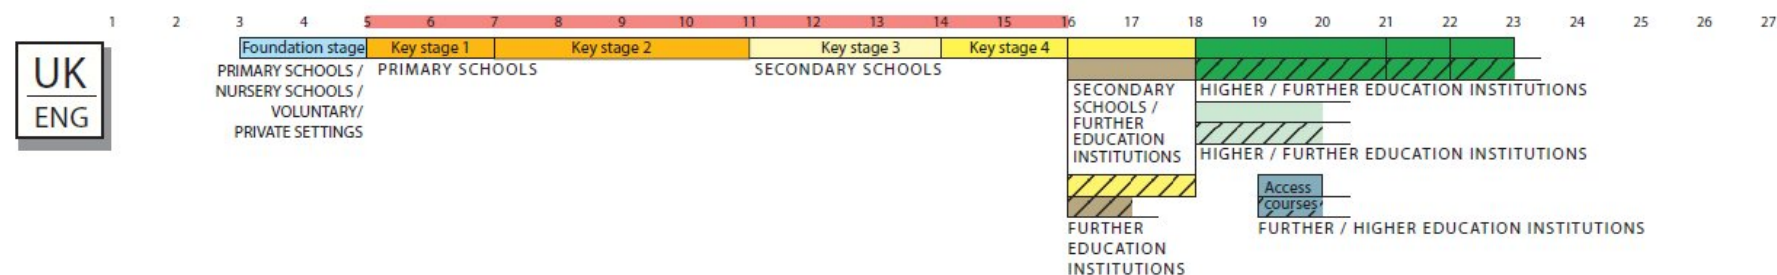 1 2 3 4 5 6 7 8 9 10 11 12 13 14 15 16 17 18 19 20 21 22 23 24 25 26 27
UK
ENG
Foundation stage Key stage 1 Key stage 2 Key stage 3 Key stage 4
PRIMARY SCHOOLS /
NURSERY SCHOOLS /
VOLUNTARY/
PRIVATE SETTINGS
PRIMARY SCHOOLS
SECONDARY SCHOOLS
SECONDARY
SCHOOLS /
FURTHER
EDUCATION
INSTITUTIONS
HIGHER / FURTHER EDUCATION INSTITUTIONS
HIGHER / FURTHER EDUCATION INSTITUTIONS
Access
courses
FURTHER / HIGHER EDUCATION INSTITUTIONS
FURTHER
EDUCATION
INSTITUTIONS